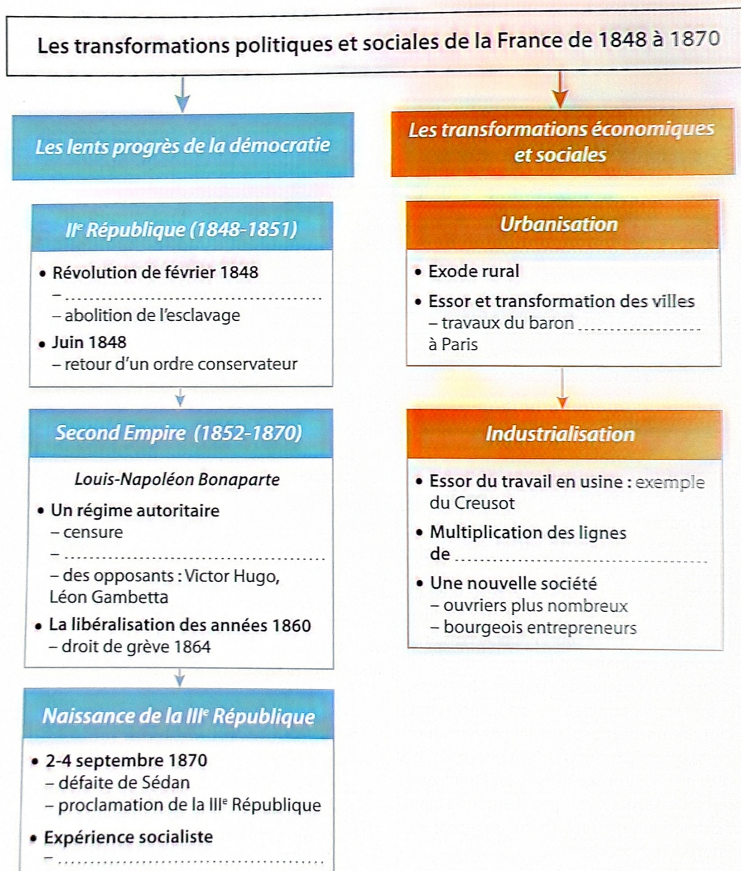 Les transformations politiques et sociales de la France de 1848 à 1870
Les lents progrès de la démocratie
IIe République (1848-1851)
• Révolution de février 1848
– ....................................................
– abolition de l'esclavage
• Juin 1848
– retour d'un ordre conservateur
Second Empire (1852-1870)
Louis-Napoléon Bonaparte
• Un régime autoritaire
– censure
– ....................................................
– des opposants : Victor Hugo,
Léon Gambetta
• La libéralisation des années 1860
– droit de grève 1864
Naissance de la IIIe République
• 2-4 septembre 1870
– défaite de Sédan
– proclamation de la IIIe République
• Expérience socialiste
– ....................................................
Les transformations économiques
et sociales
Urbanisation
• Exode rural
• Essor et transformation des villes
– travaux du baron ........................
à Paris
Industrialisation
• Essor du travail en usine : exemple
du Creusot
• Multiplication des lignes
de ..................................................
• Une nouvelle société
– ouvriers plus nombreux
– bourgeois entrepreneurs